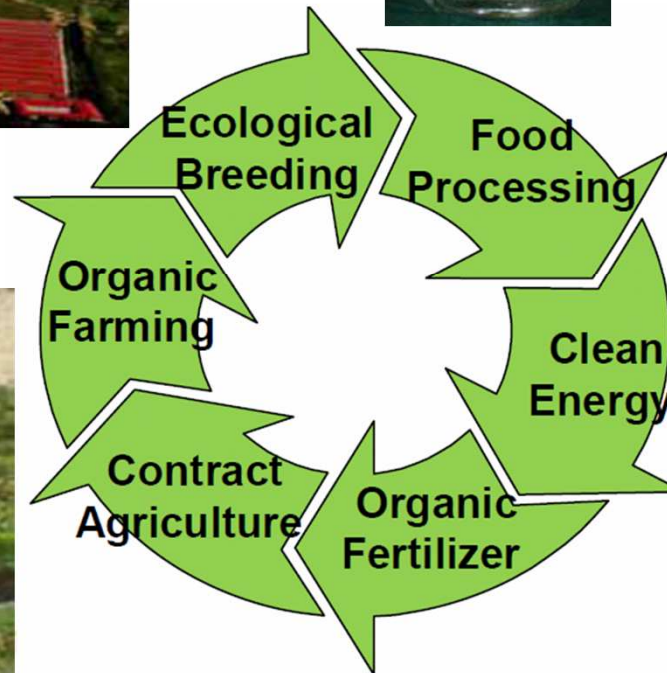 Ecological
Breeding
Food
Processing
Clean
Energy
Organic
Fertilizer
Contract
Agriculture
Organic
Farming